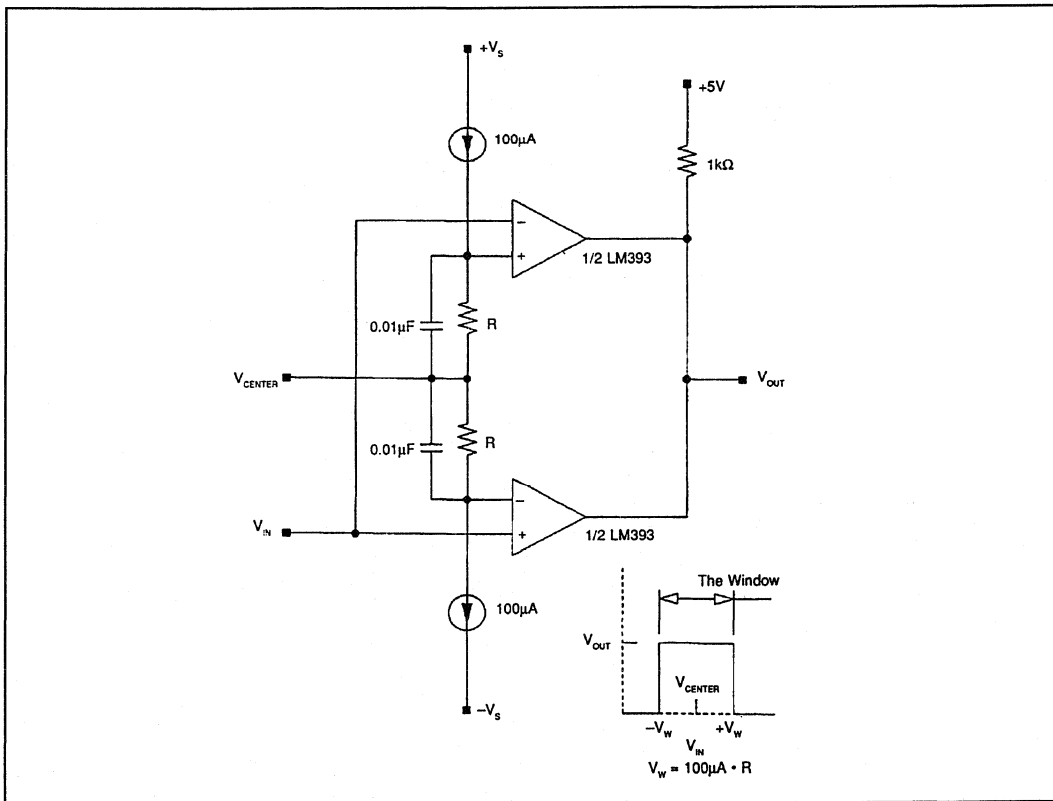 +V_S
+5V
100μA
1kΩ
−
+
1/2 LM393
0.01μF
R
V_CENTER
V_OUT
0.01μF
R
−
+
1/2 LM393
V_IN
The Window
100μA
V_OUT
V_CENTER
−V_S
−V_W
+V_W
V_IN
V_W = 100μA • R